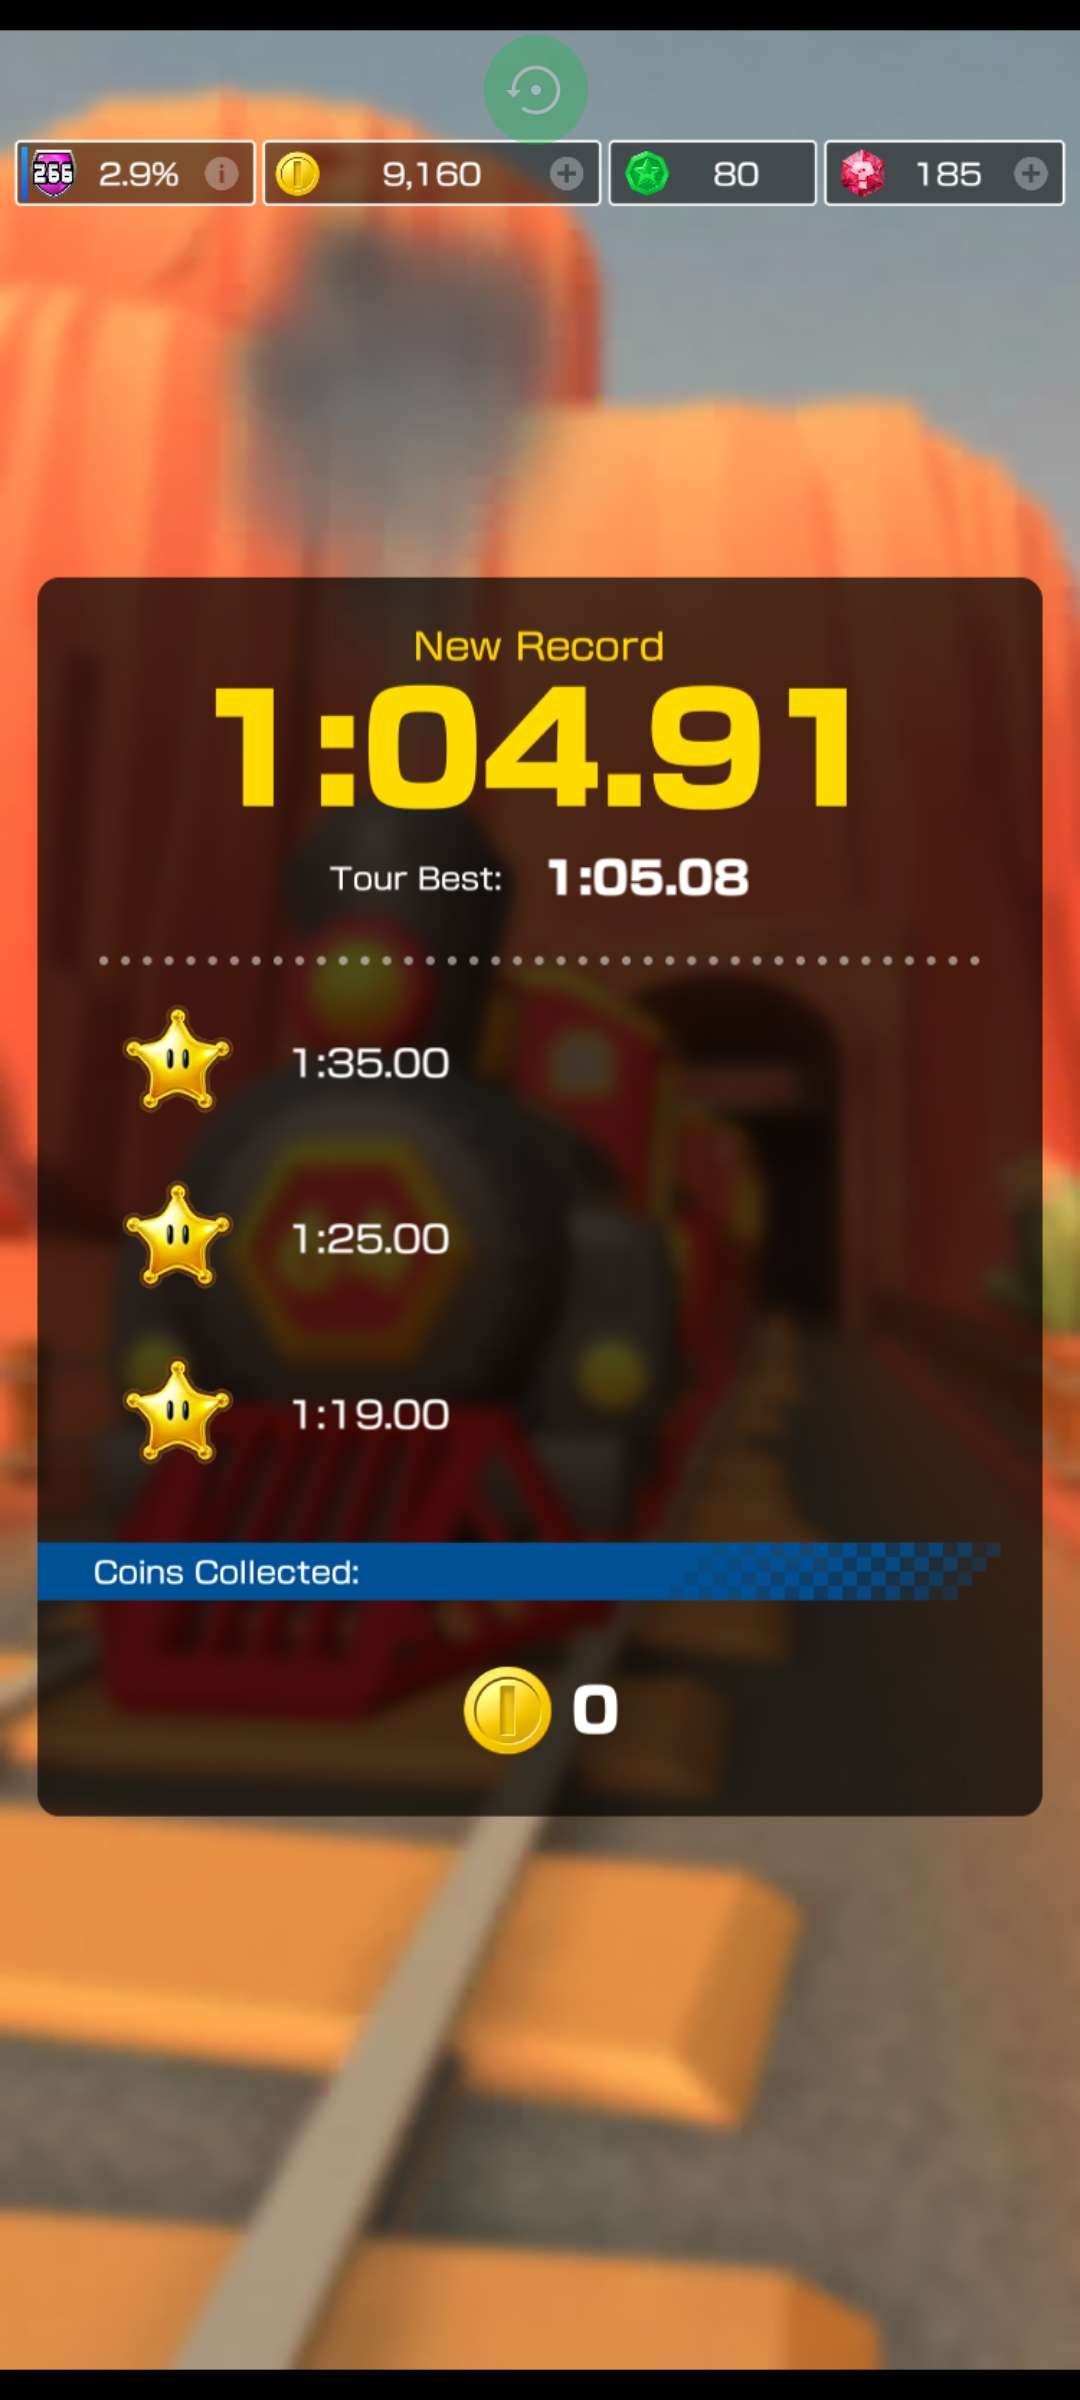 266 2.9% i 9,160 + 80 185 +
New Record
1:04.91
Tour Best: 1:05.08
1:35.00
1:25.00
1:19.00
Coins Collected:
0